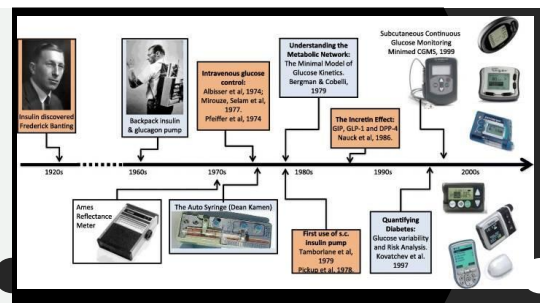 Insulin discovered
Frederick Banting
Backpack insulin
& glucagon pump
Intravenous glucose
control:
Albisser et al, 1974;
Mirouze, Selam et al,
1977.
Pfeiffer et al, 1974
Understanding the
Metabolic Network:
The Minimal Model of
Glucose Kinetics.
Bergman & Cobelli,
1979
The Incretin Effect:
GIP, GLP-1 and DPP-4
Nauck et al, 1986.
Subcutaneous Continuous
Glucose Monitoring
Minimed CGMS, 1999
1920s
1960s
1970s
1980s
1990s
2000s
Ames
Reflectance
Meter
The Auto Syringe (Dean Kamen)
First use of s.c.
insulin pump
Tamborlane et al,
1979
Pickup et al. 1978.
Quantifying
Diabetes:
Glucose variability
and Risk Analysis.
Kovatchev et al.
1997